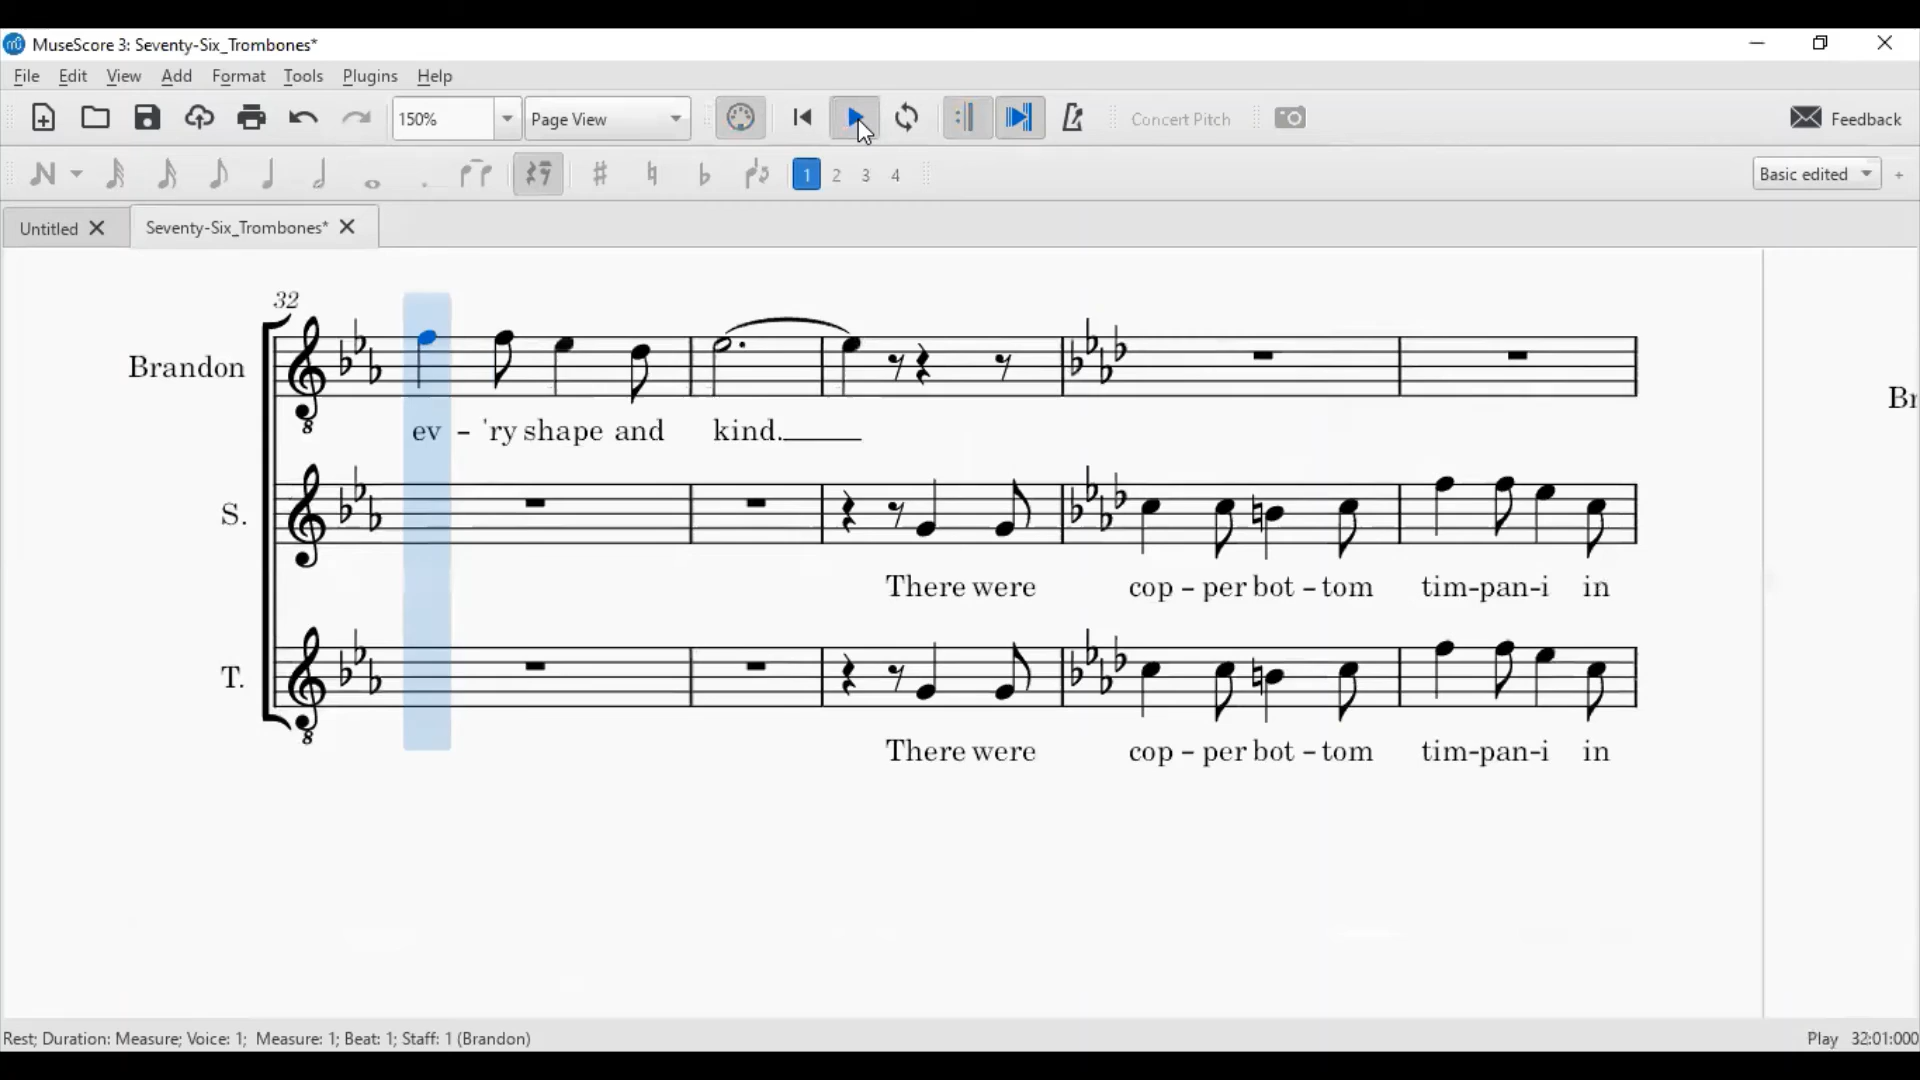 MuseScore 3: Seventy-Six_Trombones*
File Edit View Add Format Tools Plugins Help
150% Page View Concert Pitch Feedback
1 2 3 4 Basic edited +
Untitled Seventy-Six_Trombones*
32
Brandon
8
ev - 'ry shape and kind.
S.
There were cop - per bot - tom tim-pan-i in
T.
8
There were cop - per bot - tom tim-pan-i in
Rest; Duration: Measure; Voice: 1; Measure: 1; Beat: 1; Staff: 1 (Brandon) Play 32:01:000